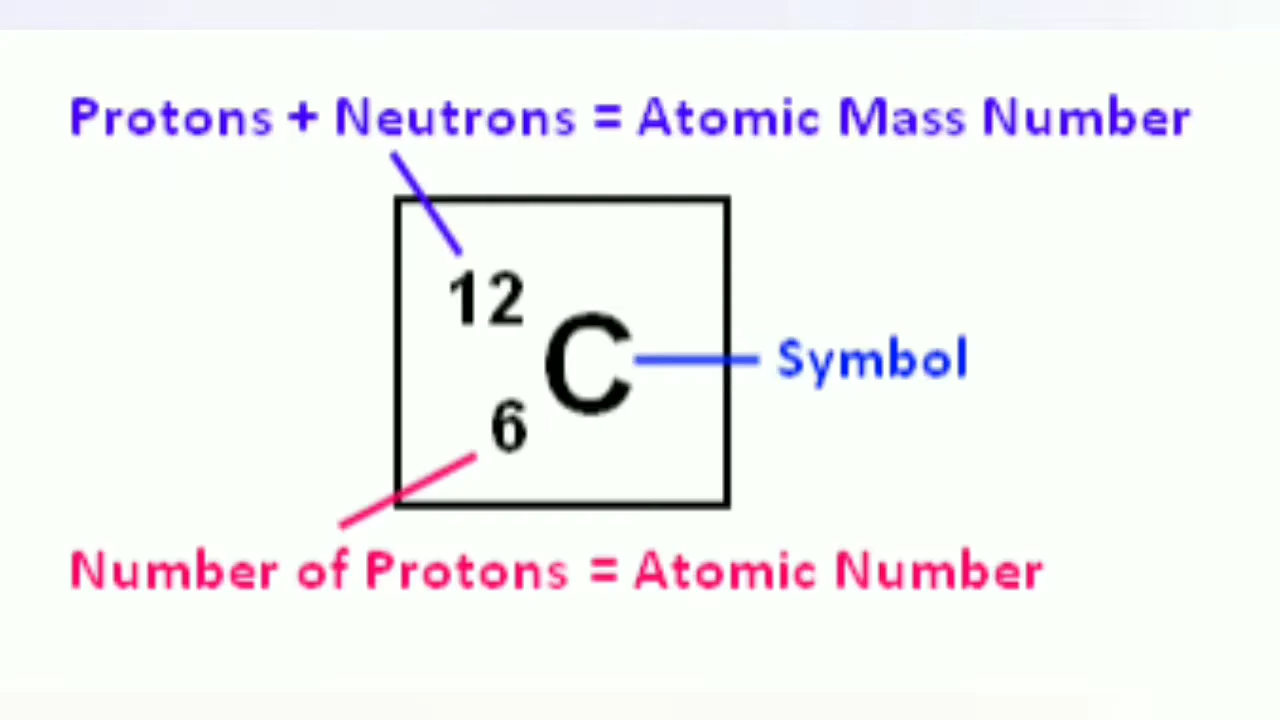 Protons + Neutrons = Atomic Mass Number
12
C
Symbol
6
Number of Protons = Atomic Number